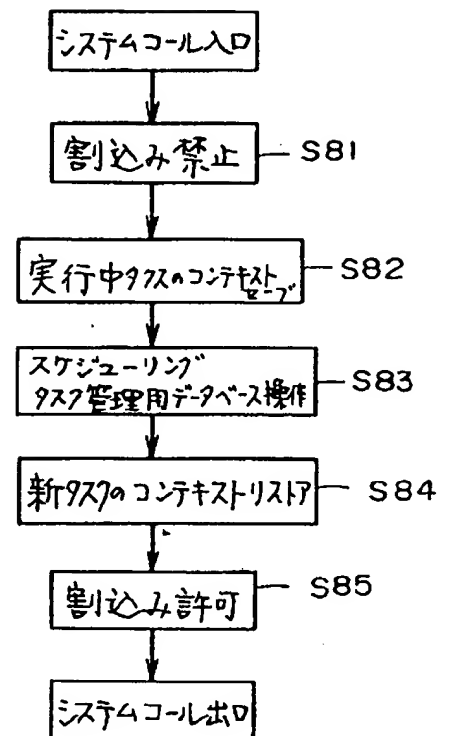 システムコール入口
割込み禁止
S81
実行中タスクのコンテキスト
セーブ
S82
スケジューリング
タスク管理用データベース操作
S83
新タスクのコンテキストリストア
S84
割込み許可
S85
システムコール出口